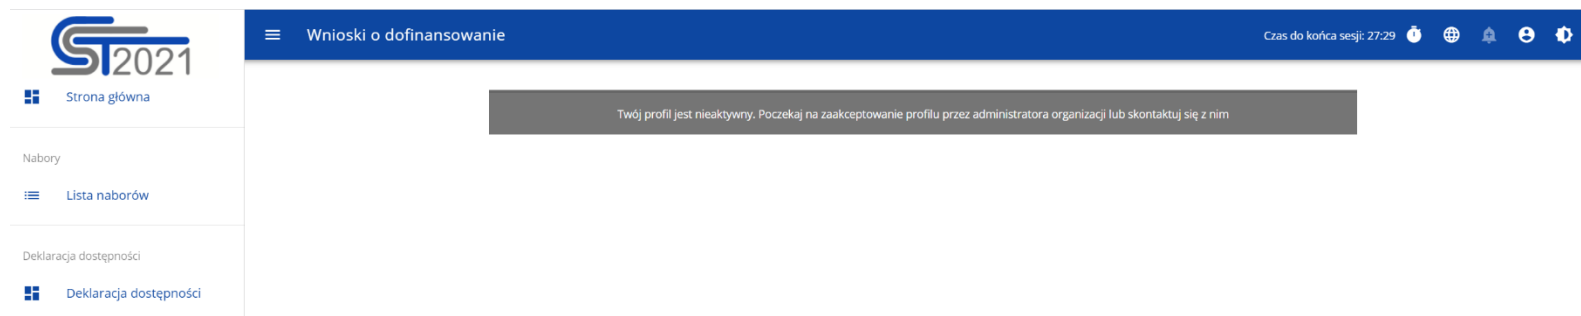 CST2021
Wnioski o dofinansowanie
Czas do końca sesji: 27:29
Strona główna
Twój profil jest nieaktywny. Poczekaj na zaakceptowanie profilu przez administratora organizacji lub skontaktuj się z nim
Nabory
Lista naborów
Deklaracja dostępności
Deklaracja dostępności